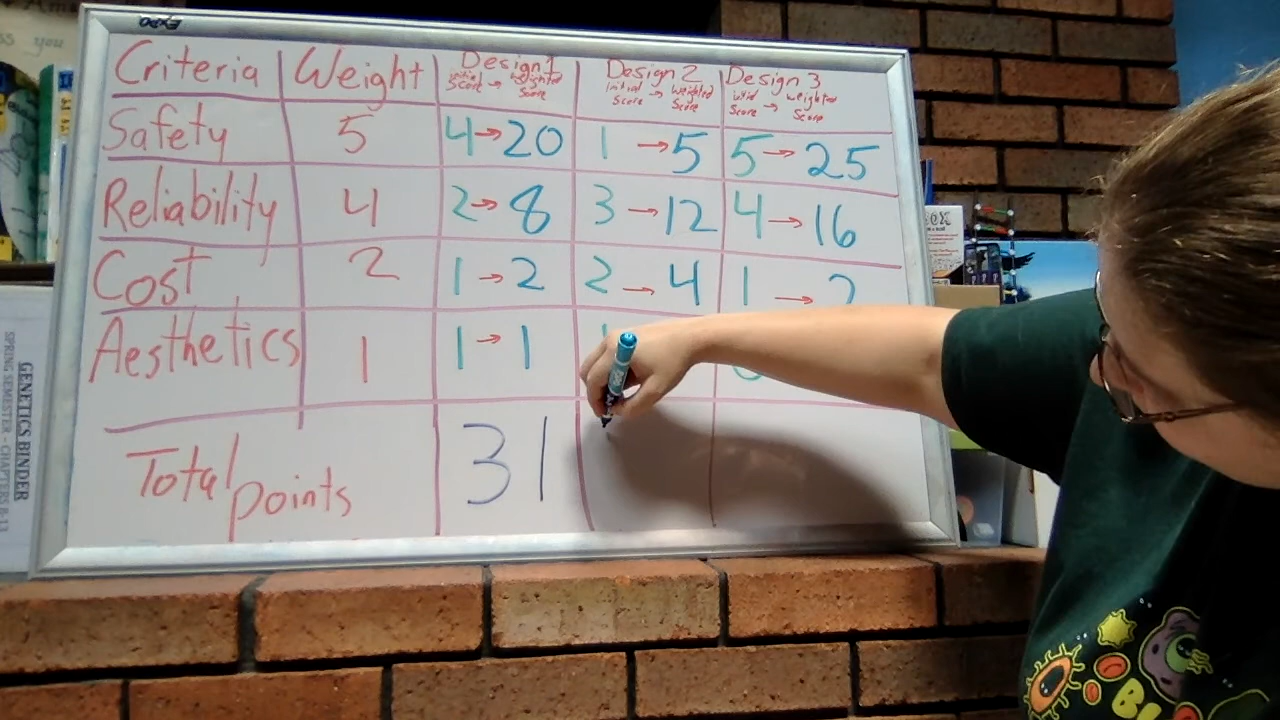 Expo
you
Criteria Weight Design 1 Design 2 Design 3
initial Score → weighted Score Initial Score → Weighted Score initial Score → weighted Score
Safety 5 4→20 1→5 5→25
Reliability 4 2→8 3→12 4→16
Cost 2 1→2 2→4 1→2
Aesthetics 1 1→1
Total points 31
GENETICS BINDER
SPRING SEMESTER - CHAPTERS 8-13